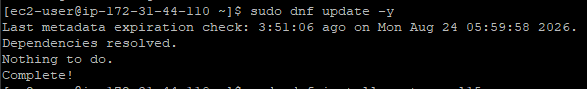 [ec2-user@ip-172-31-44-110 ~]$ sudo dnf update -y
Last metadata expiration check: 3:51:06 ago on Mon Aug 24 05:59:58 2026.
Dependencies resolved.
Nothing to do.
Complete!